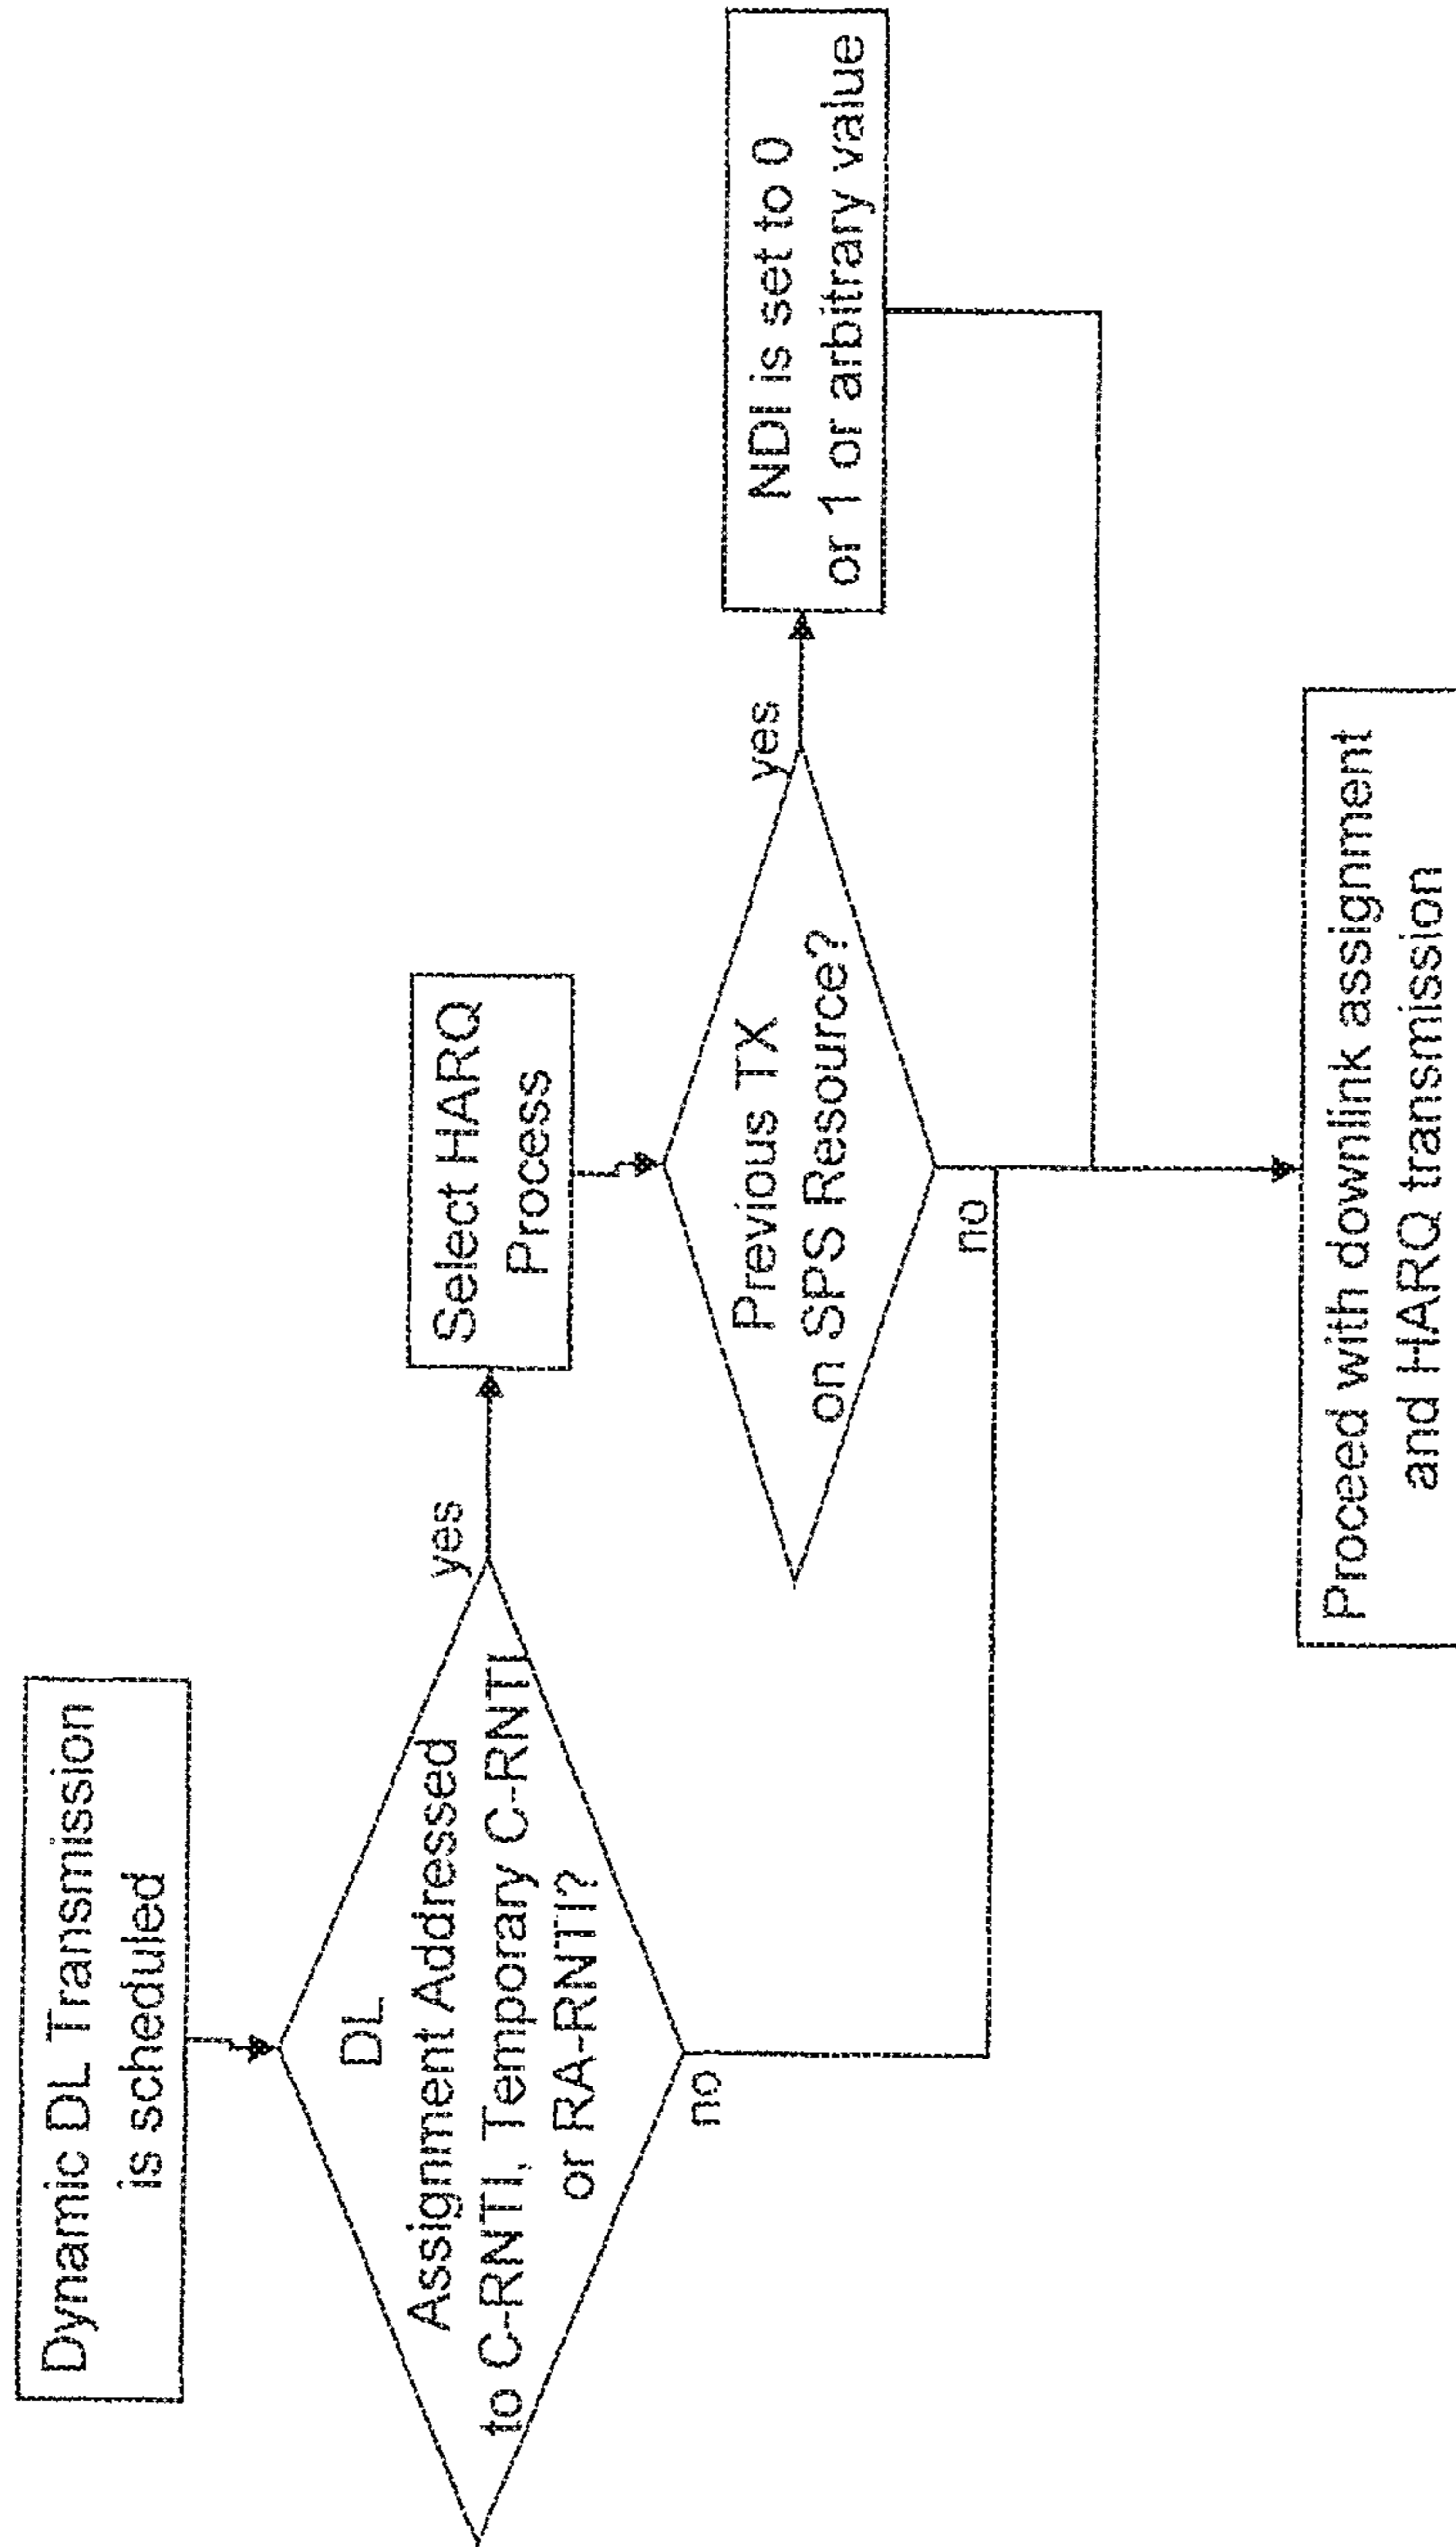 Dynamic DL Transmission
is scheduled
DL
Assignment Addressed
to C-RNTI, Temporary C-RNTI
or RA-RNTI?
yes
no
Select HARQ
Process
Previous TX
on SPS Resource?
yes
no
NDI is set to 0
or 1 or arbitrary value
Proceed with downlink assignment
and HARQ transmission